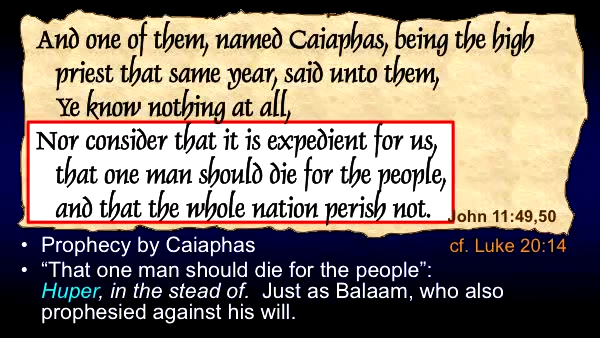 And one of them, named Caiaphas, being the high
priest that same year, said unto them,
Ye know nothing at all,
Nor consider that it is expedient for us,
that one man should die for the people,
and that the whole nation perish not.
John 11:49,50
• Prophecy by Caiaphas cf. Luke 20:14
• “That one man should die for the people”:
Huper, in the stead of. Just as Balaam, who also
prophesied against his will.